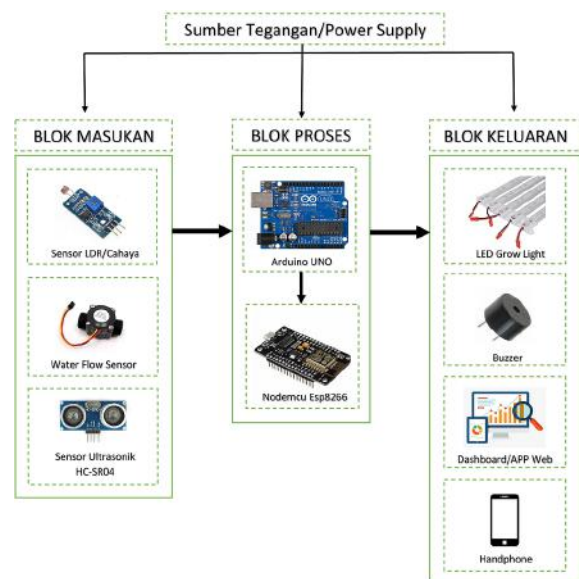 Sumber Tegangan/Power Supply
BLOK MASUKAN
BLOK PROSES
BLOK KELUARAN
Sensor LDR/Cahaya
Water Flow Sensor
Sensor Ultrasonik
HC-SR04
Arduino UNO
Nodemcu Esp8266
LED Grow Light
Buzzer
Dashboard/APP Web
Handphone